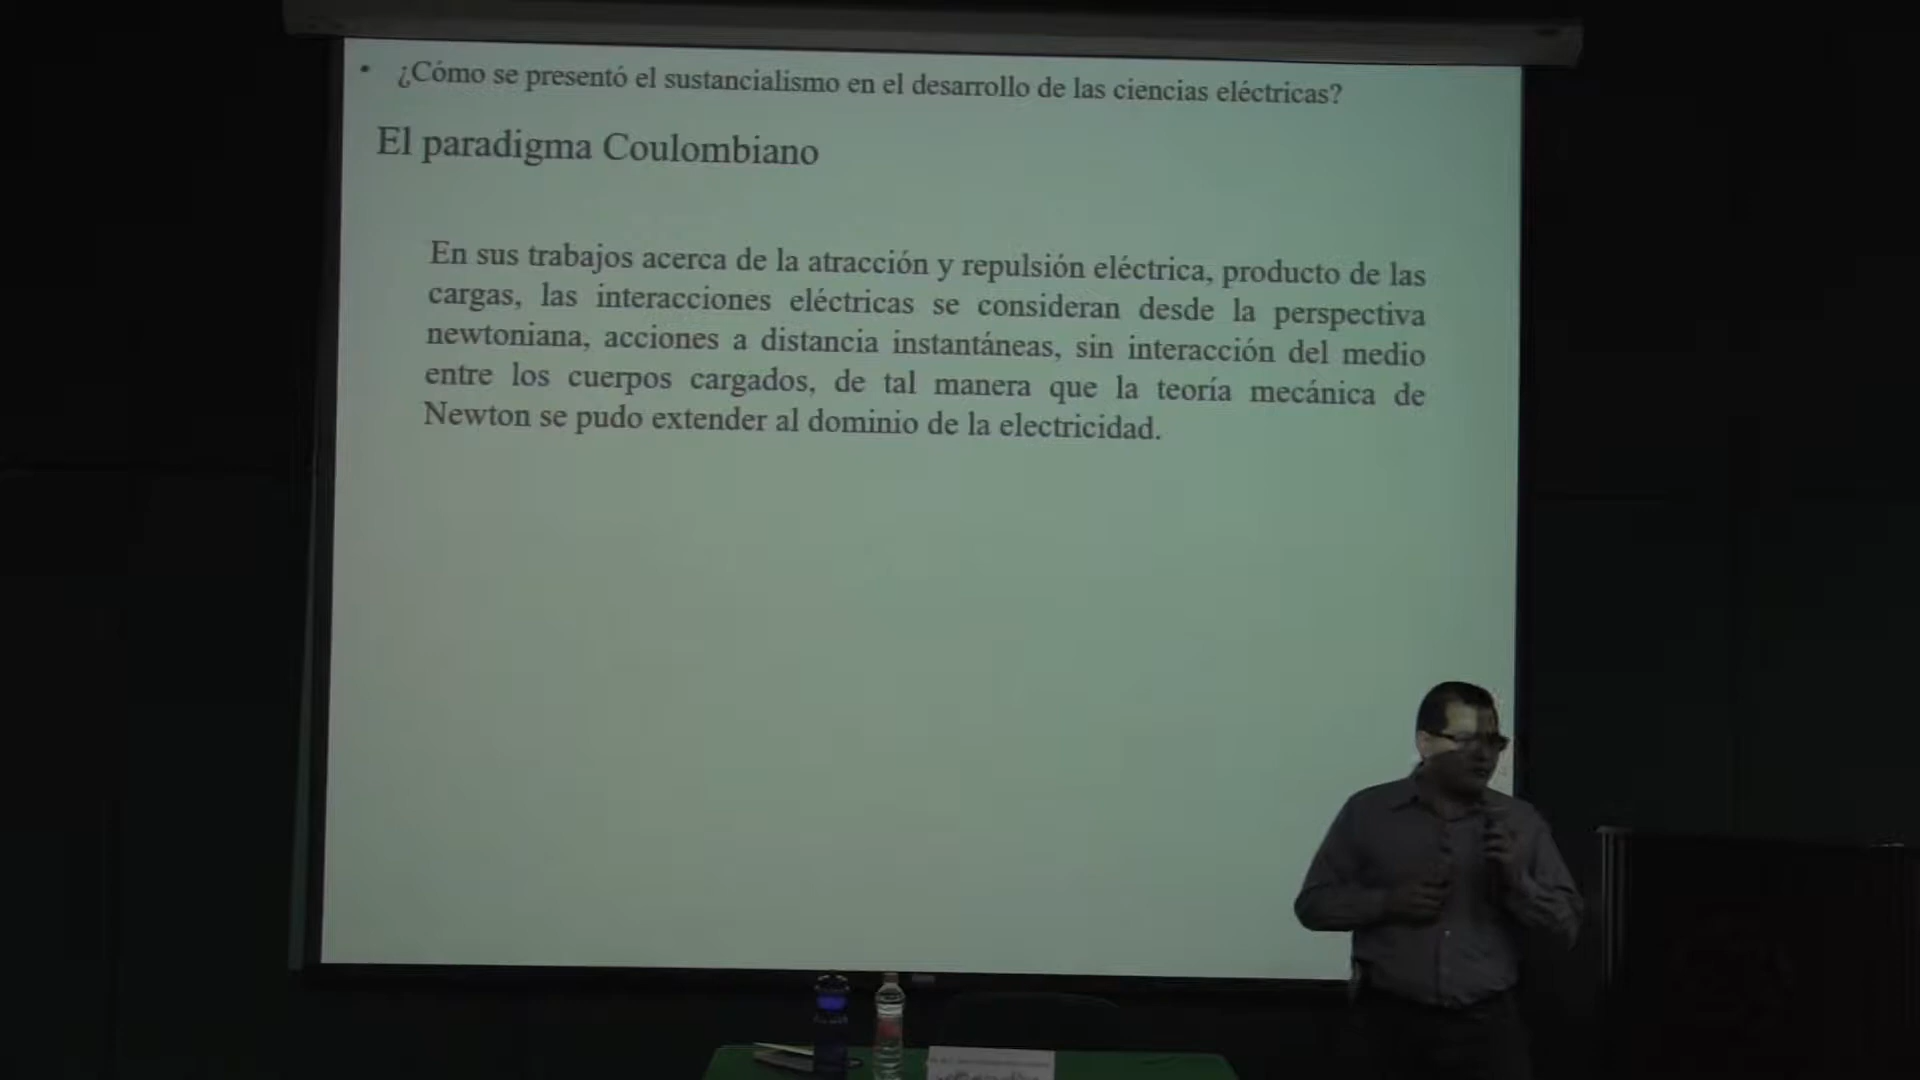 • ¿Cómo se presentó el sustancialismo en el desarrollo de las ciencias eléctricas?
El paradigma Coulombiano
En sus trabajos acerca de la atracción y repulsión eléctrica, producto de las
cargas, las interacciones eléctricas se consideran desde la perspectiva
newtoniana, acciones a distancia instantáneas, sin interacción del medio
entre los cuerpos cargados, de tal manera que la teoría mecánica de
Newton se pudo extender al dominio de la electricidad.